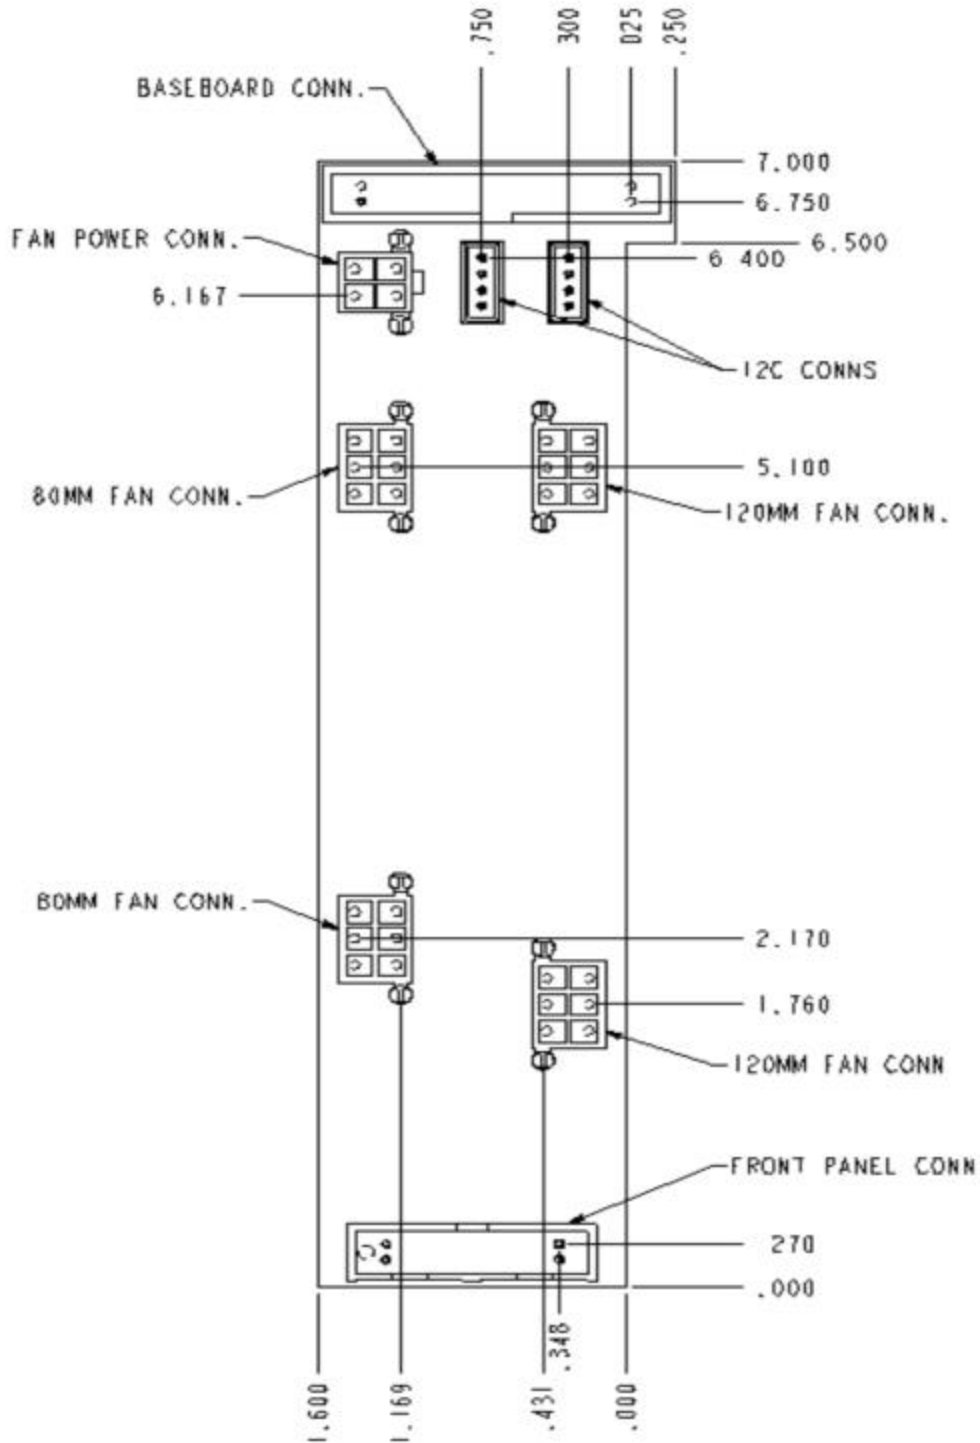 .750
.300
.025
.250
BASEBOARD CONN.
7.000
6.750
FAN POWER CONN.
6.500
6 400
6.167
I2C CONNS
5.100
80MM FAN CONN.
120MM FAN CONN.
80MM FAN CONN.
2.170
1.760
120MM FAN CONN
FRONT PANEL CONN
270
.000
.348
1.600
1.169
.431
.000